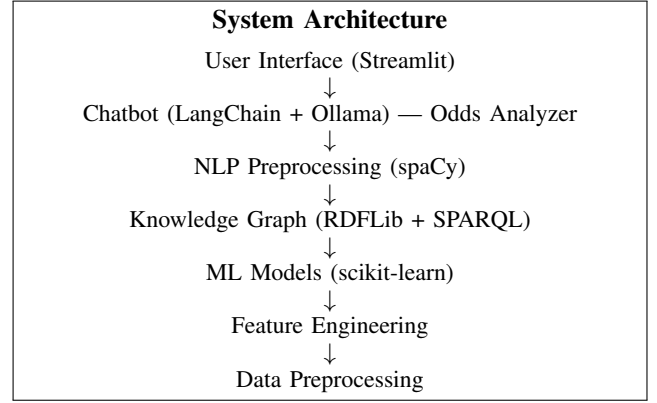 System Architecture
User Interface (Streamlit)
↓
Chatbot (LangChain + Ollama) — Odds Analyzer
↓
NLP Preprocessing (spaCy)
↓
Knowledge Graph (RDFLib + SPARQL)
↓
ML Models (scikit-learn)
↓
Feature Engineering
↓
Data Preprocessing